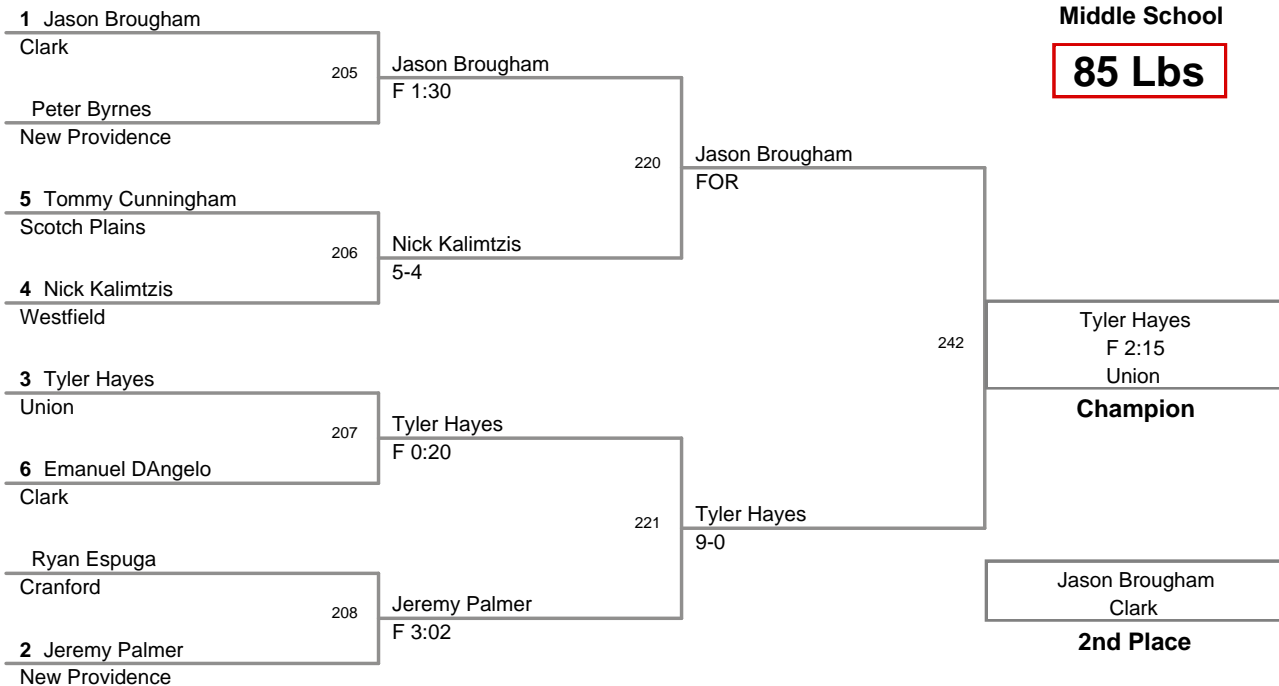 Middle School
85 Lbs
1 Jason Brougham
Clark
205
Peter Byrnes
New Providence
Jason Brougham
F 1:30
5 Tommy Cunningham
Scotch Plains
206
4 Nick Kalimtzis
Westfield
Nick Kalimtzis
5-4
220
Jason Brougham
FOR
3 Tyler Hayes
Union
207
6 Emanuel DAngelo
Clark
Tyler Hayes
F 0:20
Ryan Espuga
Cranford
208
2 Jeremy Palmer
New Providence
Jeremy Palmer
F 3:02
221
Tyler Hayes
9-0
242
Tyler Hayes
F 2:15
Union
Champion
Jason Brougham
Clark
2nd Place